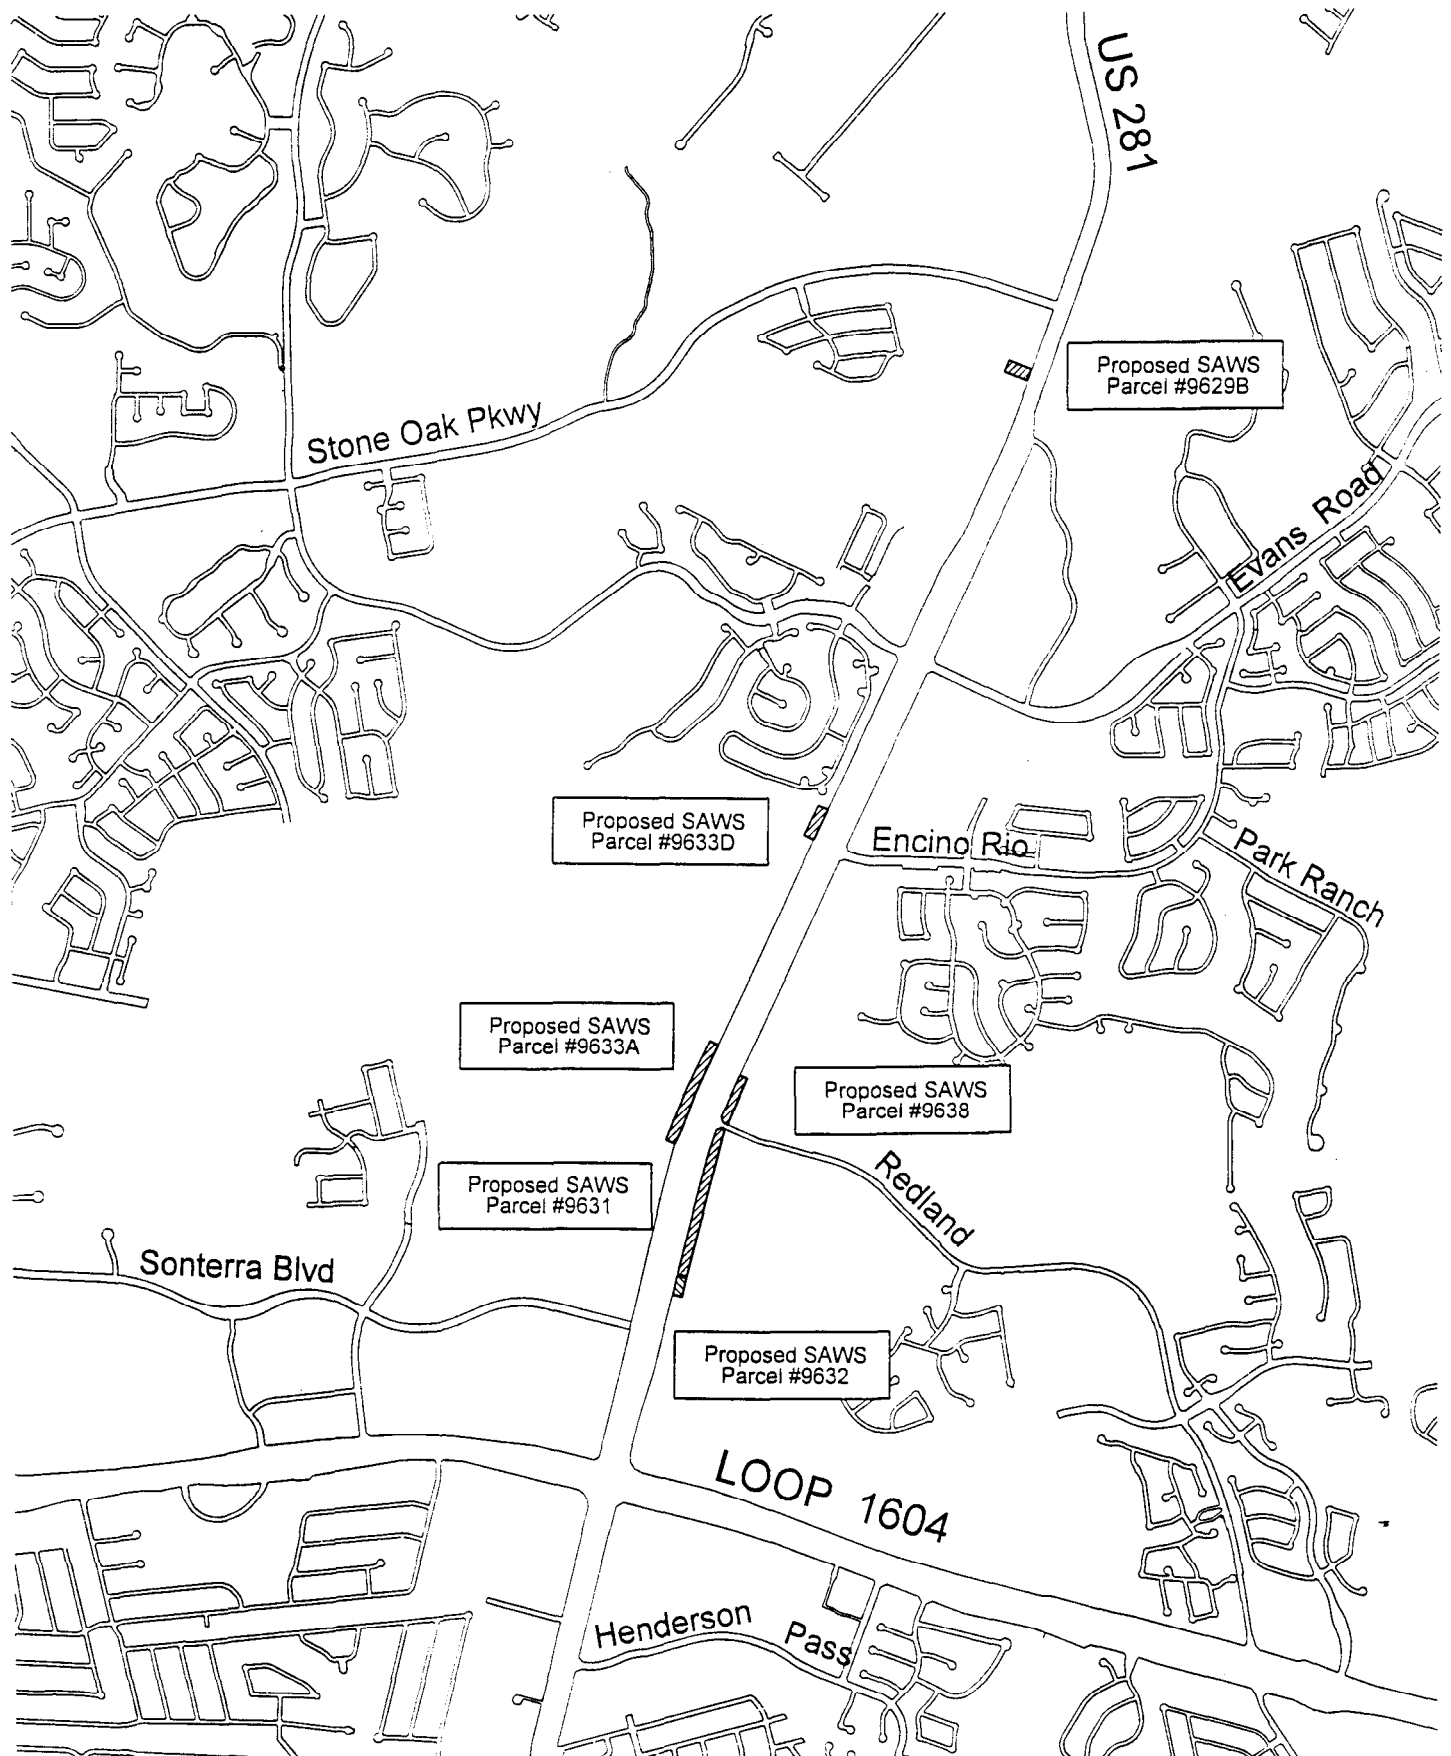 US 281
Proposed SAWS
Parcel #9629B
Stone Oak Pkwy
Evans Road
Proposed SAWS
Parcel #9633D
Encino Rio
Park Ranch
Proposed SAWS
Parcel #9633A
Proposed SAWS
Parcel #9638
Redland
Proposed SAWS
Parcel #9631
Sonterra Blvd
Proposed SAWS
Parcel #9632
LOOP 1604
Henderson Pass